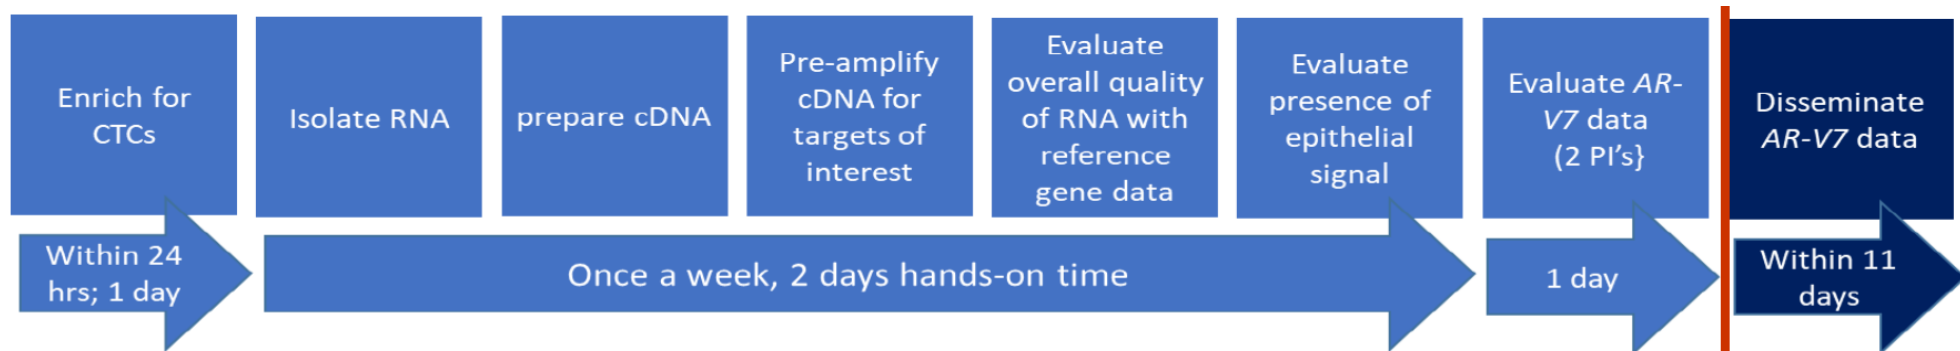 Enrich for
CTCs
Isolate RNA
prepare cDNA
Pre-amplify
cDNA for
targets of
interest
Evaluate
overall quality
of RNA with
reference
gene data
Evaluate
presence of
epithelial
signal
Evaluate AR-
V7 data
(2 PI's}
Disseminate
AR-V7 data
Within 24
hrs; 1 day
Once a week, 2 days hands-on time
1 day
Within 11
days